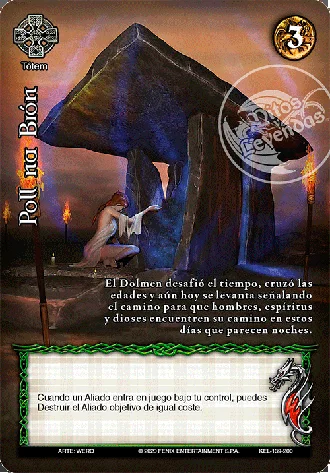 Tótem
3
Mitos
y
Leyendas
Poll na Brón
El Dolmen desafió el tiempo, cruzó las
edades y aún hoy se levanta señalando
el camino para que hombres, espíritus
y dioses encuentren su camino en estos
días que parecen noches.
Cuando un Aliado entra en juego bajo tu control, puedes
Destruir el Aliado objetivo de igual coste.
ARTE: WERO
© 2020 FENIX ENTERTAINMENT S.P.A.